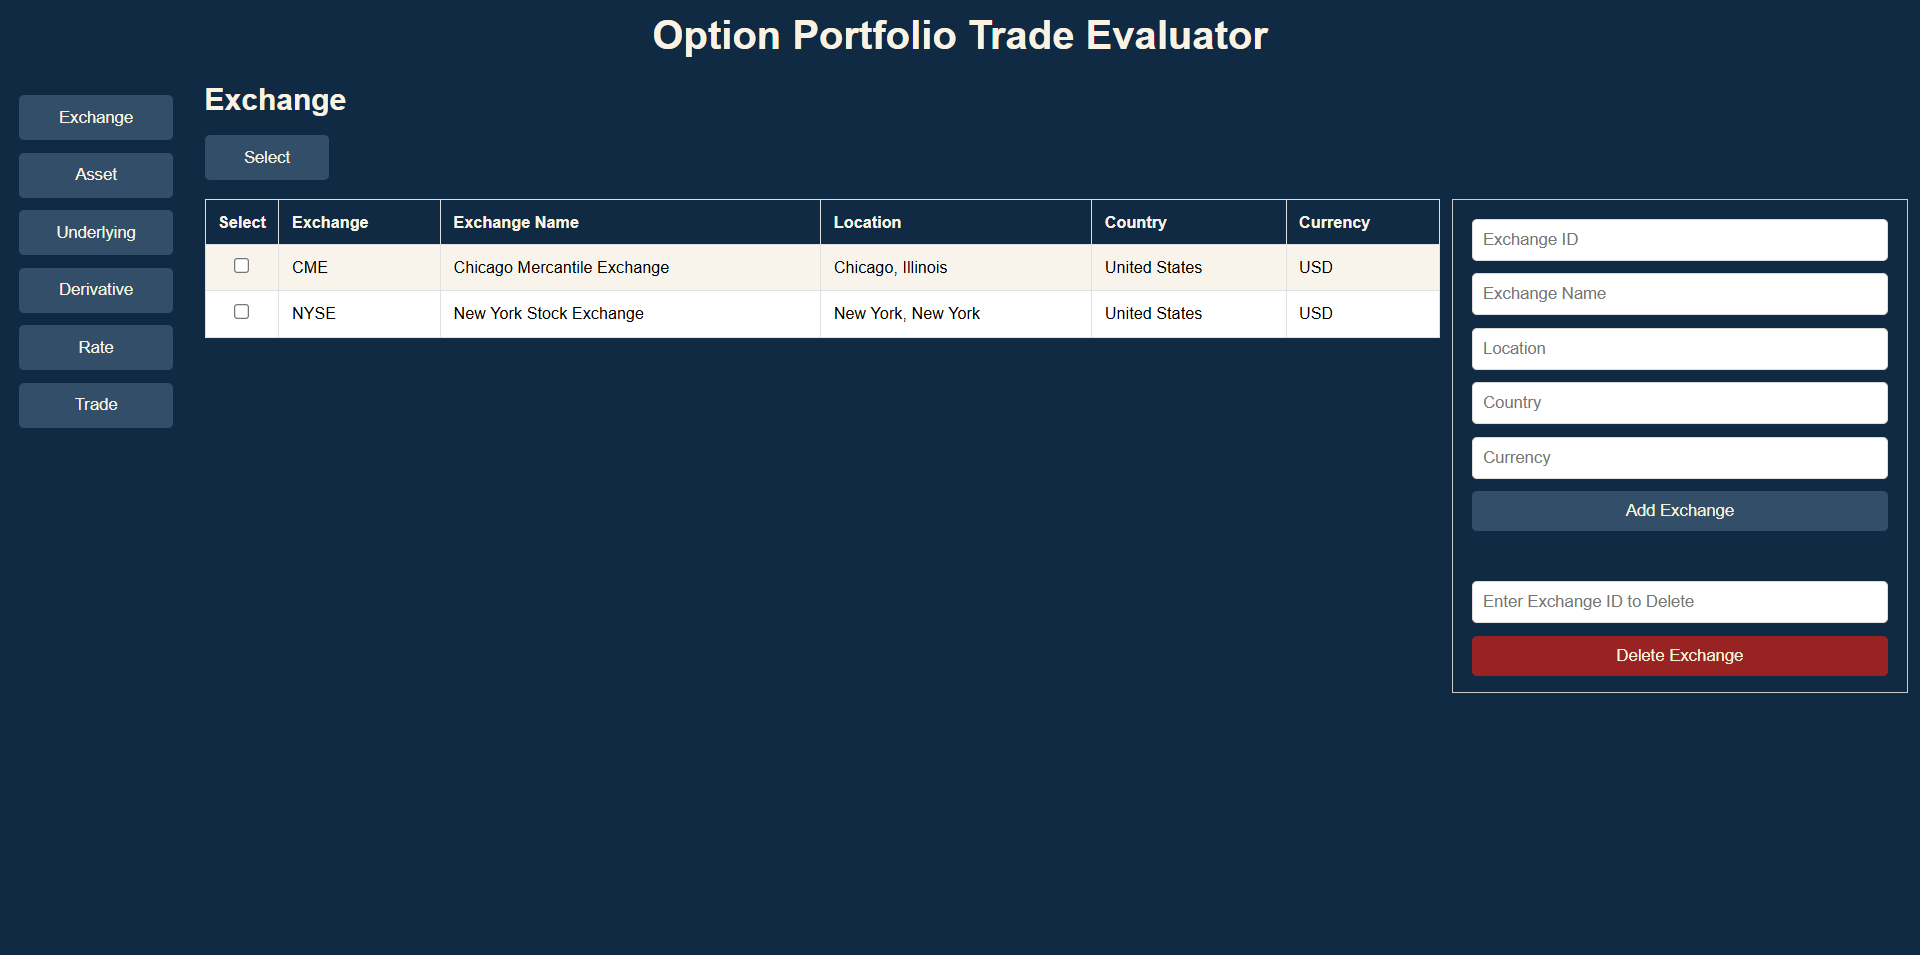 Option Portfolio Trade Evaluator
Exchange
Asset
Underlying
Derivative
Rate
Trade
Exchange
Select
Select Exchange Exchange Name Location Country Currency
CME Chicago Mercantile Exchange Chicago, Illinois United States USD
NYSE New York Stock Exchange New York, New York United States USD
Exchange ID
Exchange Name
Location
Country
Currency
Add Exchange
Enter Exchange ID to Delete
Delete Exchange